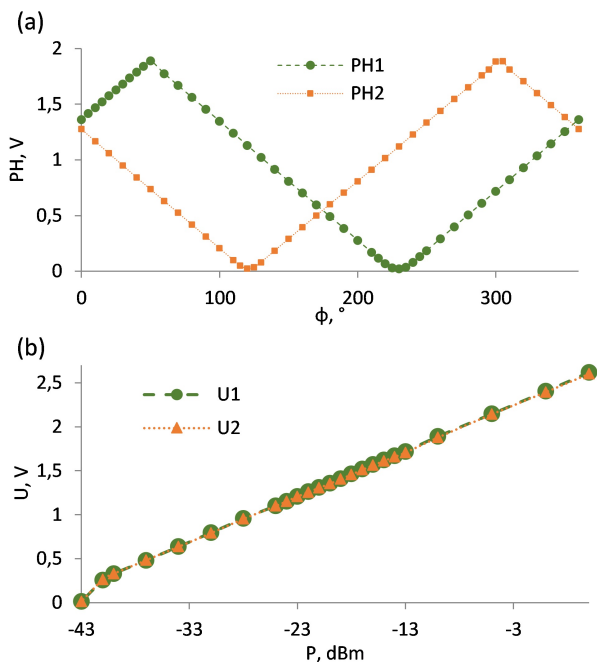 (a)
2
1,5
1
0,5
0
PH, V
PH1
PH2
0 100 200 300
ϕ, °
(b)
2,5
2
1,5
1
0,5
0
U, V
U1
U2
-43 -33 -23 -13 -3
P, dBm